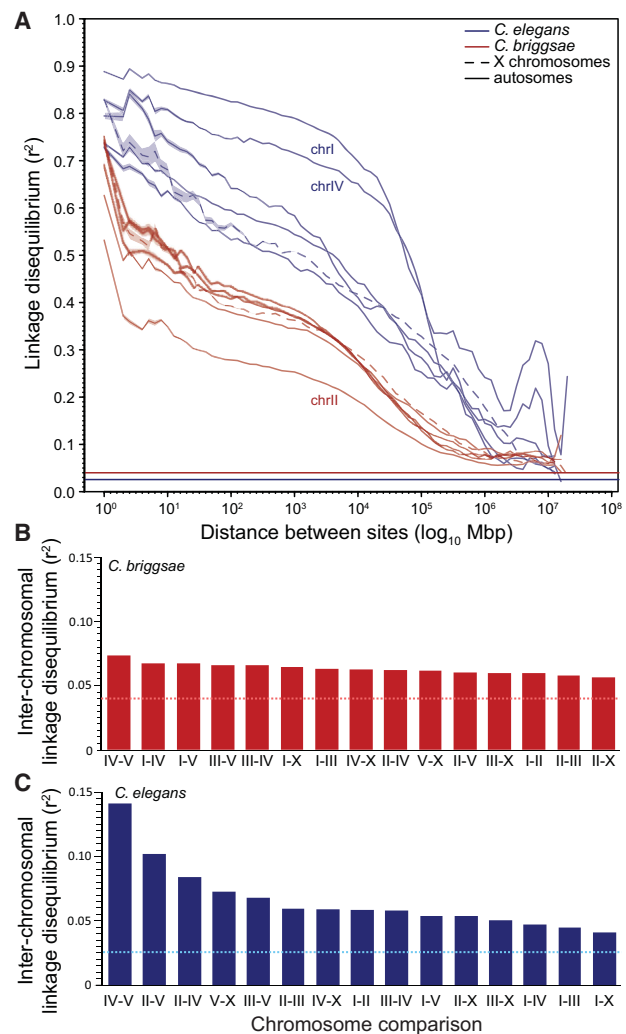 A
C. elegans
C. briggsae
X chromosomes
autosomes
1.0
0.9
0.8
0.7
0.6
0.5
0.4
0.3
0.2
0.1
0.0
Linkage disequilibrium (r²)
chrI
chrIV
chrII
10⁰ 10¹ 10² 10³ 10⁴ 10⁵ 10⁶ 10⁷ 10⁸
Distance between sites (log₁₀ Mbp)
B
C. briggsae
0.15
0.10
0.05
0
Inter-chromosomal
linkage disequilibrium (r²)
IV-V I-IV I-V III-V III-IV I-X I-III IV-X II-IV V-X II-V III-X I-II II-III II-X
C
C. elegans
0.15
0.10
0.05
0
Inter-chromosomal
linkage disequilibrium (r²)
IV-V II-V II-IV V-X III-V II-III IV-X I-II III-IV I-V II-X III-X I-IV I-III I-X
Chromosome comparison